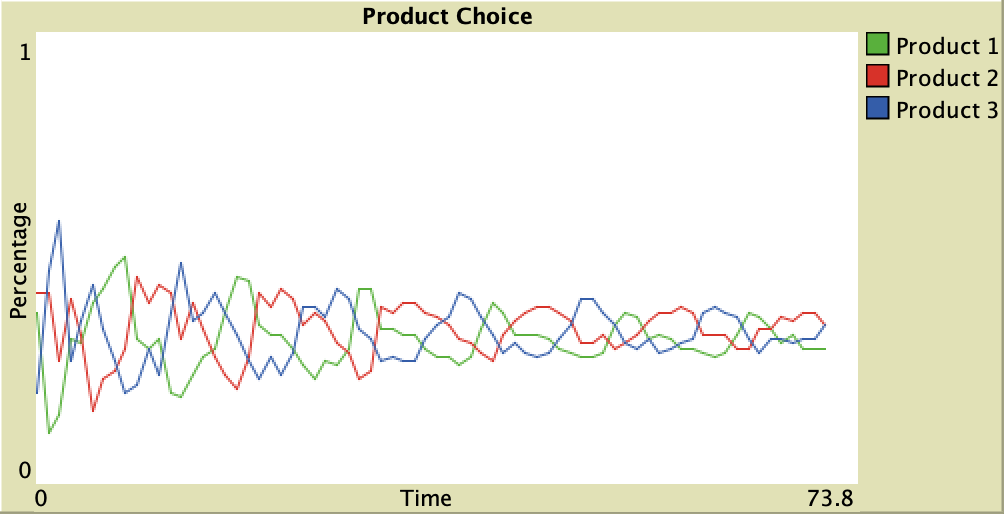 Product Choice
1
Percentage
0
0
Time
73.8
Product 1
Product 2
Product 3